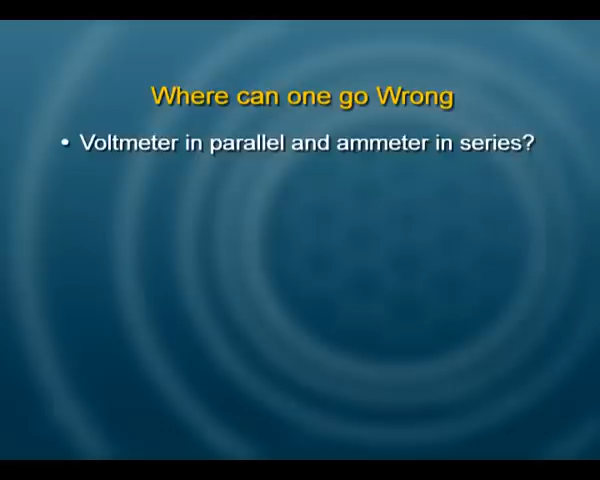 Where can one go Wrong
• Voltmeter in parallel and ammeter in series?